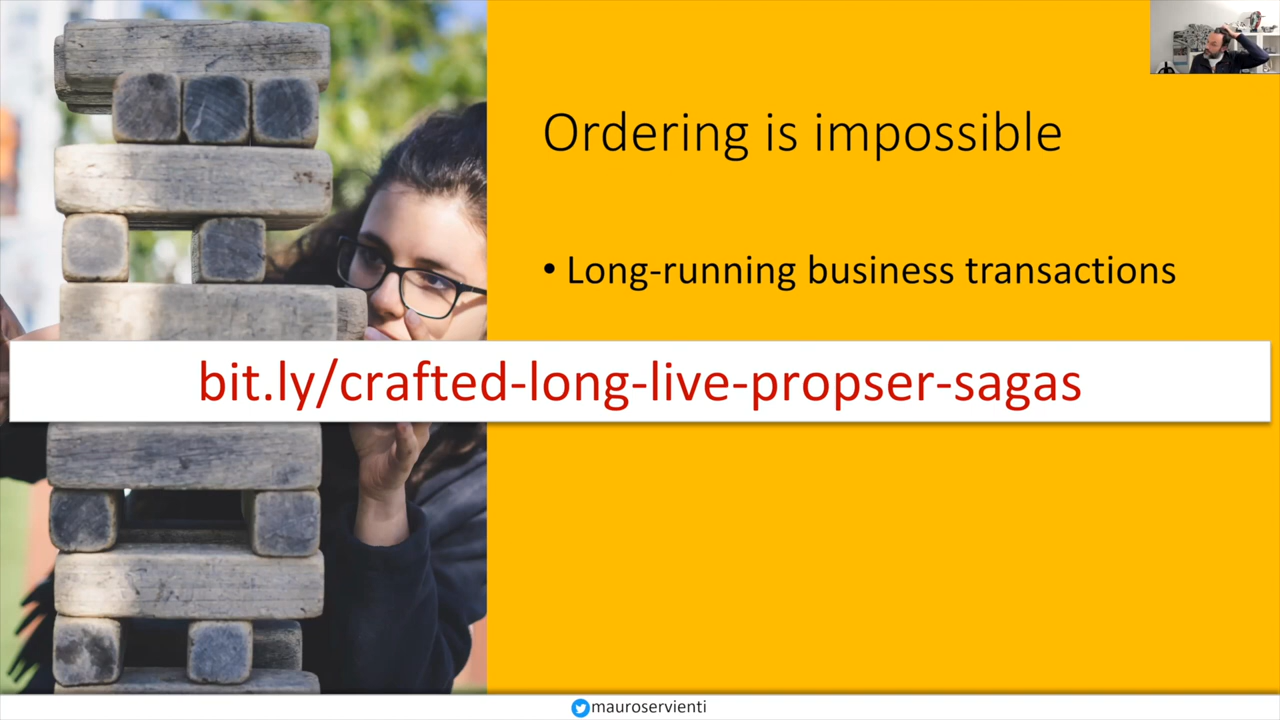 Ordering is impossible
• Long-running business transactions
bit.ly/crafted-long-live-propser-sagas
mauroservienti